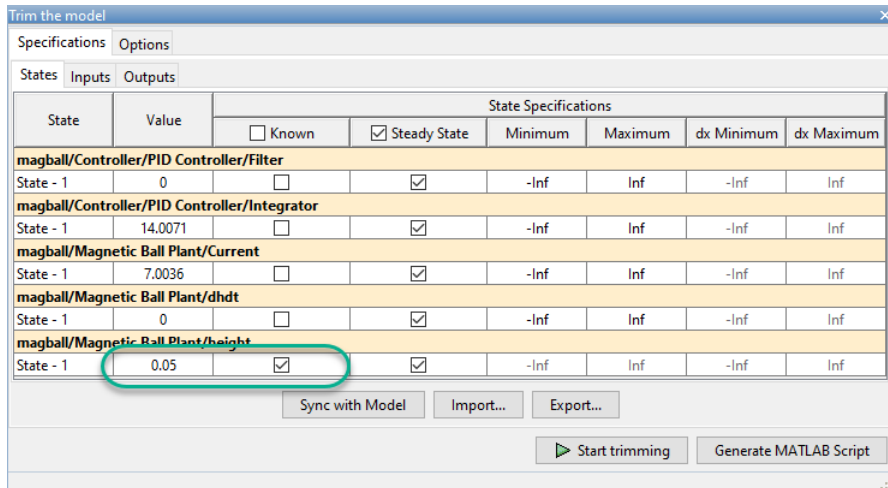 Trim the model
Specifications Options
States Inputs Outputs
State Value State Specifications
Known Steady State Minimum Maximum dx Minimum dx Maximum
magball/Controller/PID Controller/Filter
State - 1 0 -Inf Inf -Inf Inf
magball/Controller/PID Controller/Integrator
State - 1 14.0071 -Inf Inf -Inf Inf
magball/Magnetic Ball Plant/Current
State - 1 7.0036 -Inf Inf -Inf Inf
magball/Magnetic Ball Plant/dhdt
State - 1 0 -Inf Inf -Inf Inf
magball/Magnetic Ball Plant/height
State - 1 0.05 -Inf Inf -Inf Inf
Sync with Model Import... Export...
Start trimming Generate MATLAB Script